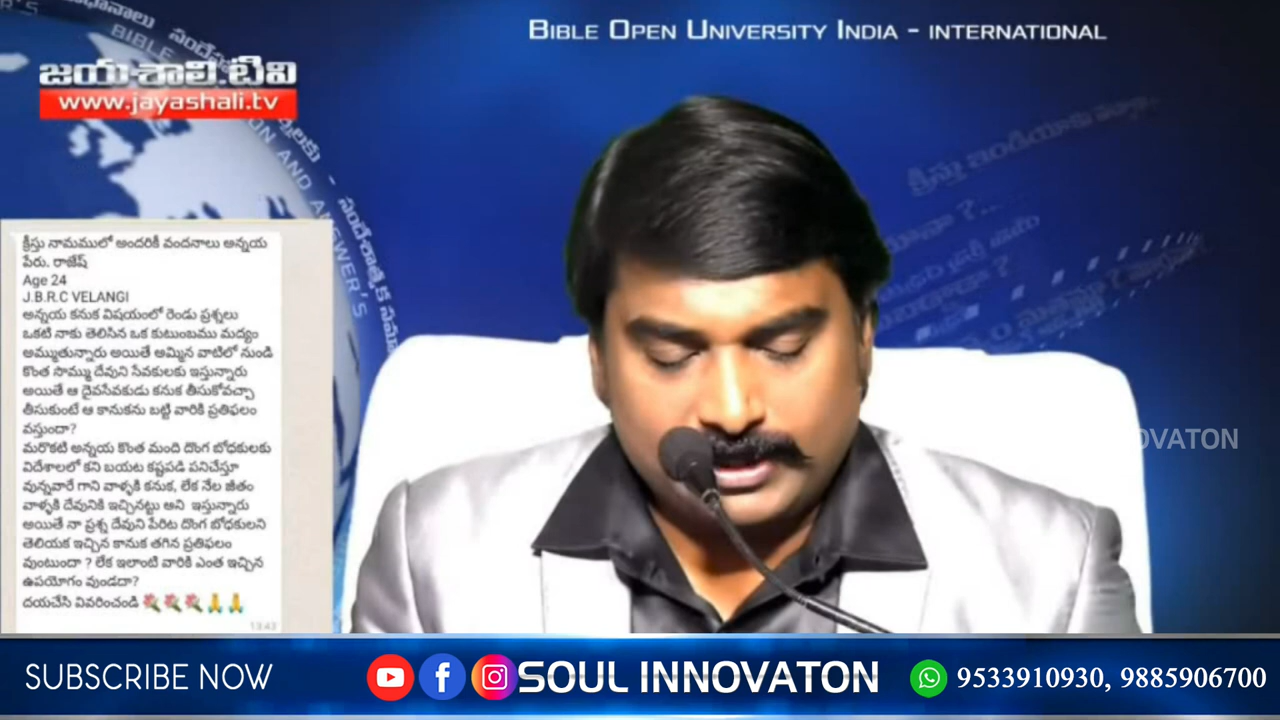 BIBLE OPEN UNIVERSITY INDIA - INTERNATIONAL
జయశాలి.టివి
www.jayashali.tv
క్రీస్తు నామములో అందరికీ వందనాలు అన్నయ
పేరు. రాజేష్
Age 24
J.B.R.C VELANGI
అన్నయ కనుక విషయంలో రెండు ప్రశ్నలు
ఒకటి నాకు తెలిసిన ఒక కుటుంబము మద్యం
అమ్ముతున్నారు అయితే అమ్మిన వాటిలో నుండి
కొంత సొమ్ము దేవుని సేవకులకు ఇస్తున్నారు
అయితే ఆ దైవసేవకుడు కనుక తీసుకోవచ్చా
తీసుకుంటే ఆ కానుకను బట్టి వారికి ప్రతిఫలం
వస్తుందా?
మరొకటి అన్నయ కొంత మంది దొంగ బోధకులకు
విదేశాలలో కని బయట కష్టపడి పనిచేస్తూ
వున్నవారే గాని వాళ్ళకి కనుక, లేక నేల జీతం
వాళ్ళకి దేవునికి ఇచ్చినట్టు అని ఇస్తున్నారు
అయితే నా ప్రశ్న దేవుని పేరిట దొంగ బోధకులని
తెలియక ఇచ్చిన కానుక తగిన ప్రతిఫలం
వుంటుందా ? లేక ఇలాంటి వారికి ఎంత ఇచ్చిన
ఉపయోగం వుండదా?
దయచేసి వివరించండి 💐💐💐🙏🙏
13:43
OVATON
SUBSCRIBE NOW
SOUL INNOVATON
9533910930, 9885906700